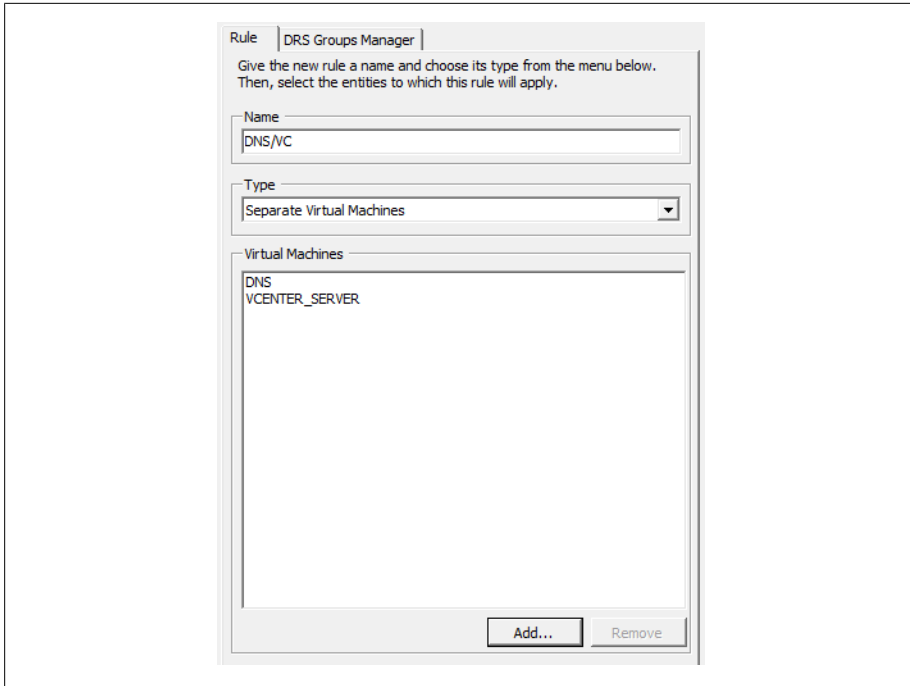 Rule
DRS Groups Manager
Give the new rule a name and choose its type from the menu below.
Then, select the entities to which this rule will apply.
Name
DNS/VC
Type
Separate Virtual Machines
Virtual Machines
DNS
VCENTER_SERVER
Add...
Remove